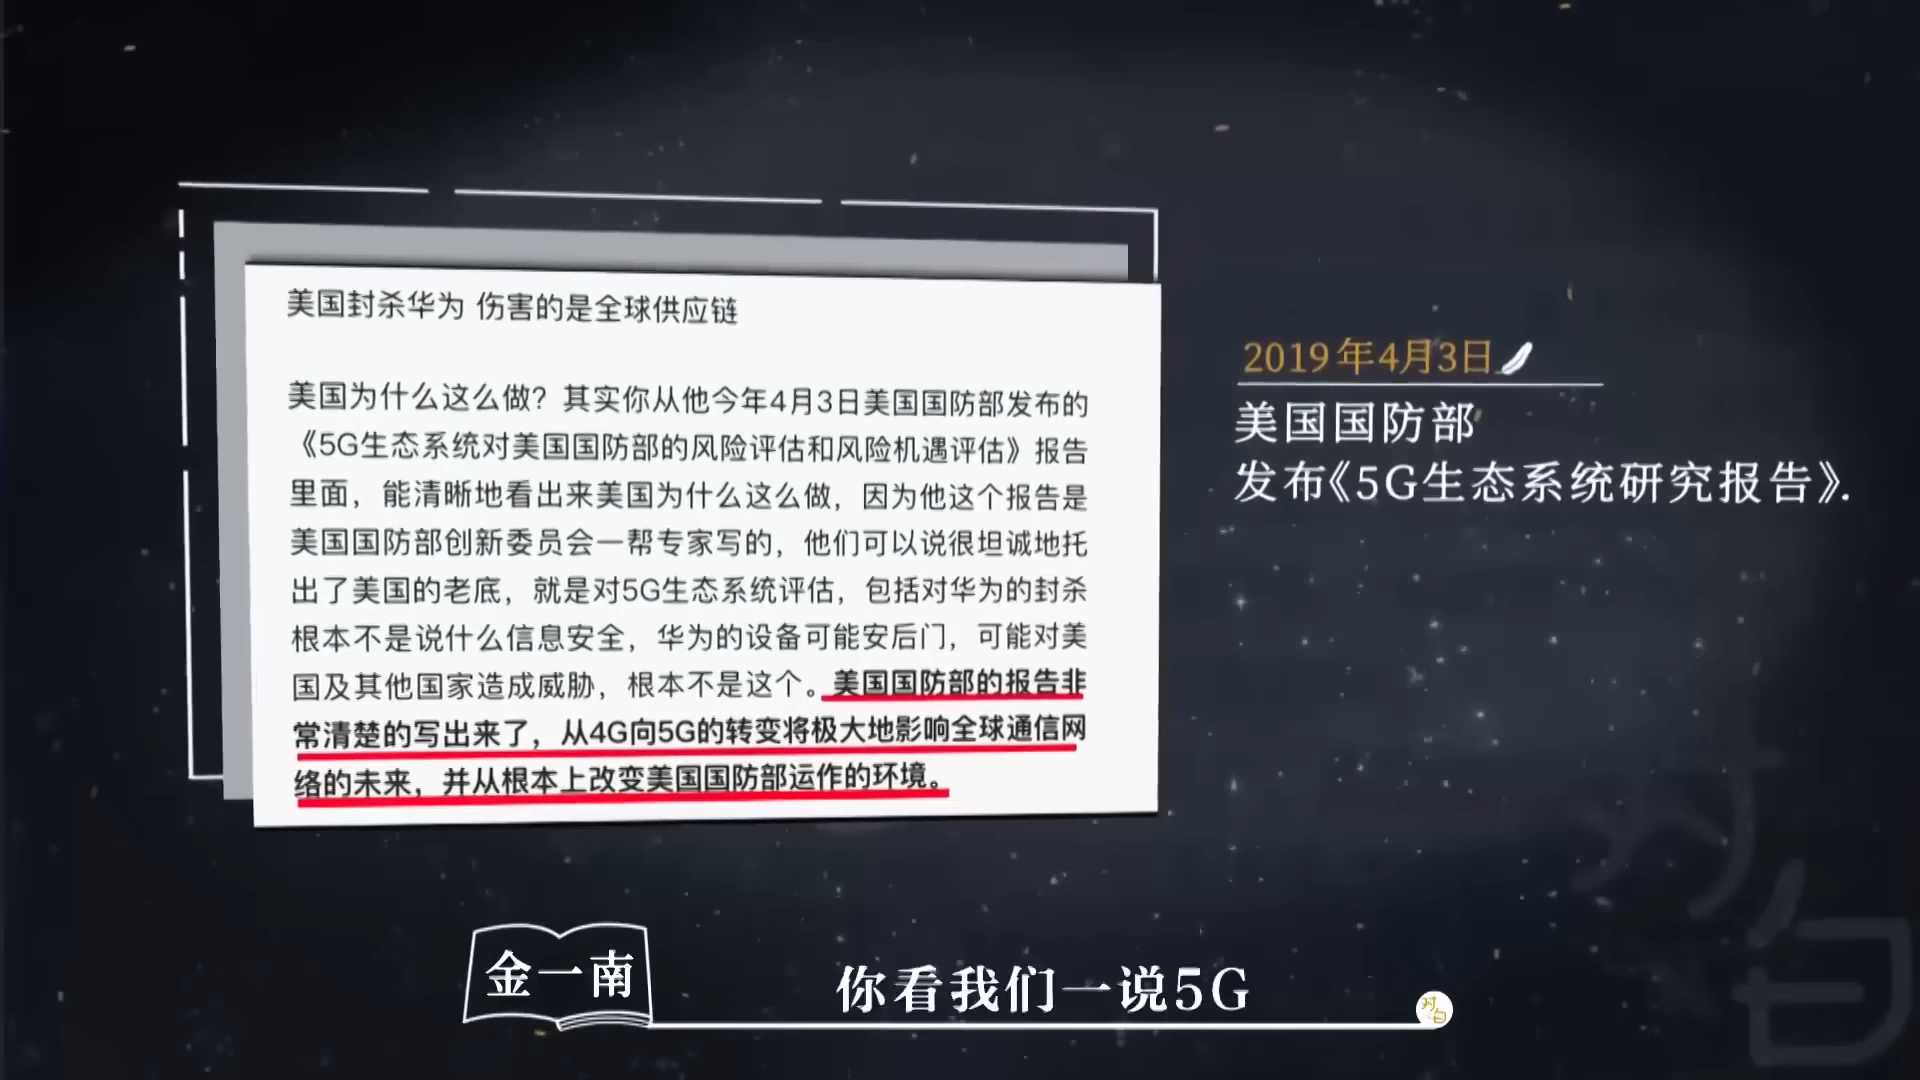 美国封杀华为 伤害的是全球供应链
美国为什么这么做？其实你从他今年4月3日美国国防部发布的
《5G生态系统对美国国防部的风险评估和风险机遇评估》报告
里面，能清晰地看出来美国为什么这么做，因为他这个报告是
美国国防部创新委员会一帮专家写的，他们可以说很坦诚地托
出了美国的老底，就是对5G生态系统评估，包括对华为的封杀
根本不是说什么信息安全，华为的设备可能安后门，可能对美
国及其他国家造成威胁，根本不是这个。美国国防部的报告非
常清楚的写出来了，从4G向5G的转变将极大地影响全球通信网
络的未来，并从根本上改变美国国防部运作的环境。
2019年4月3日
美国国防部
发布《5G生态系统研究报告》.
金一南
你看我们一说5G
对白
对白